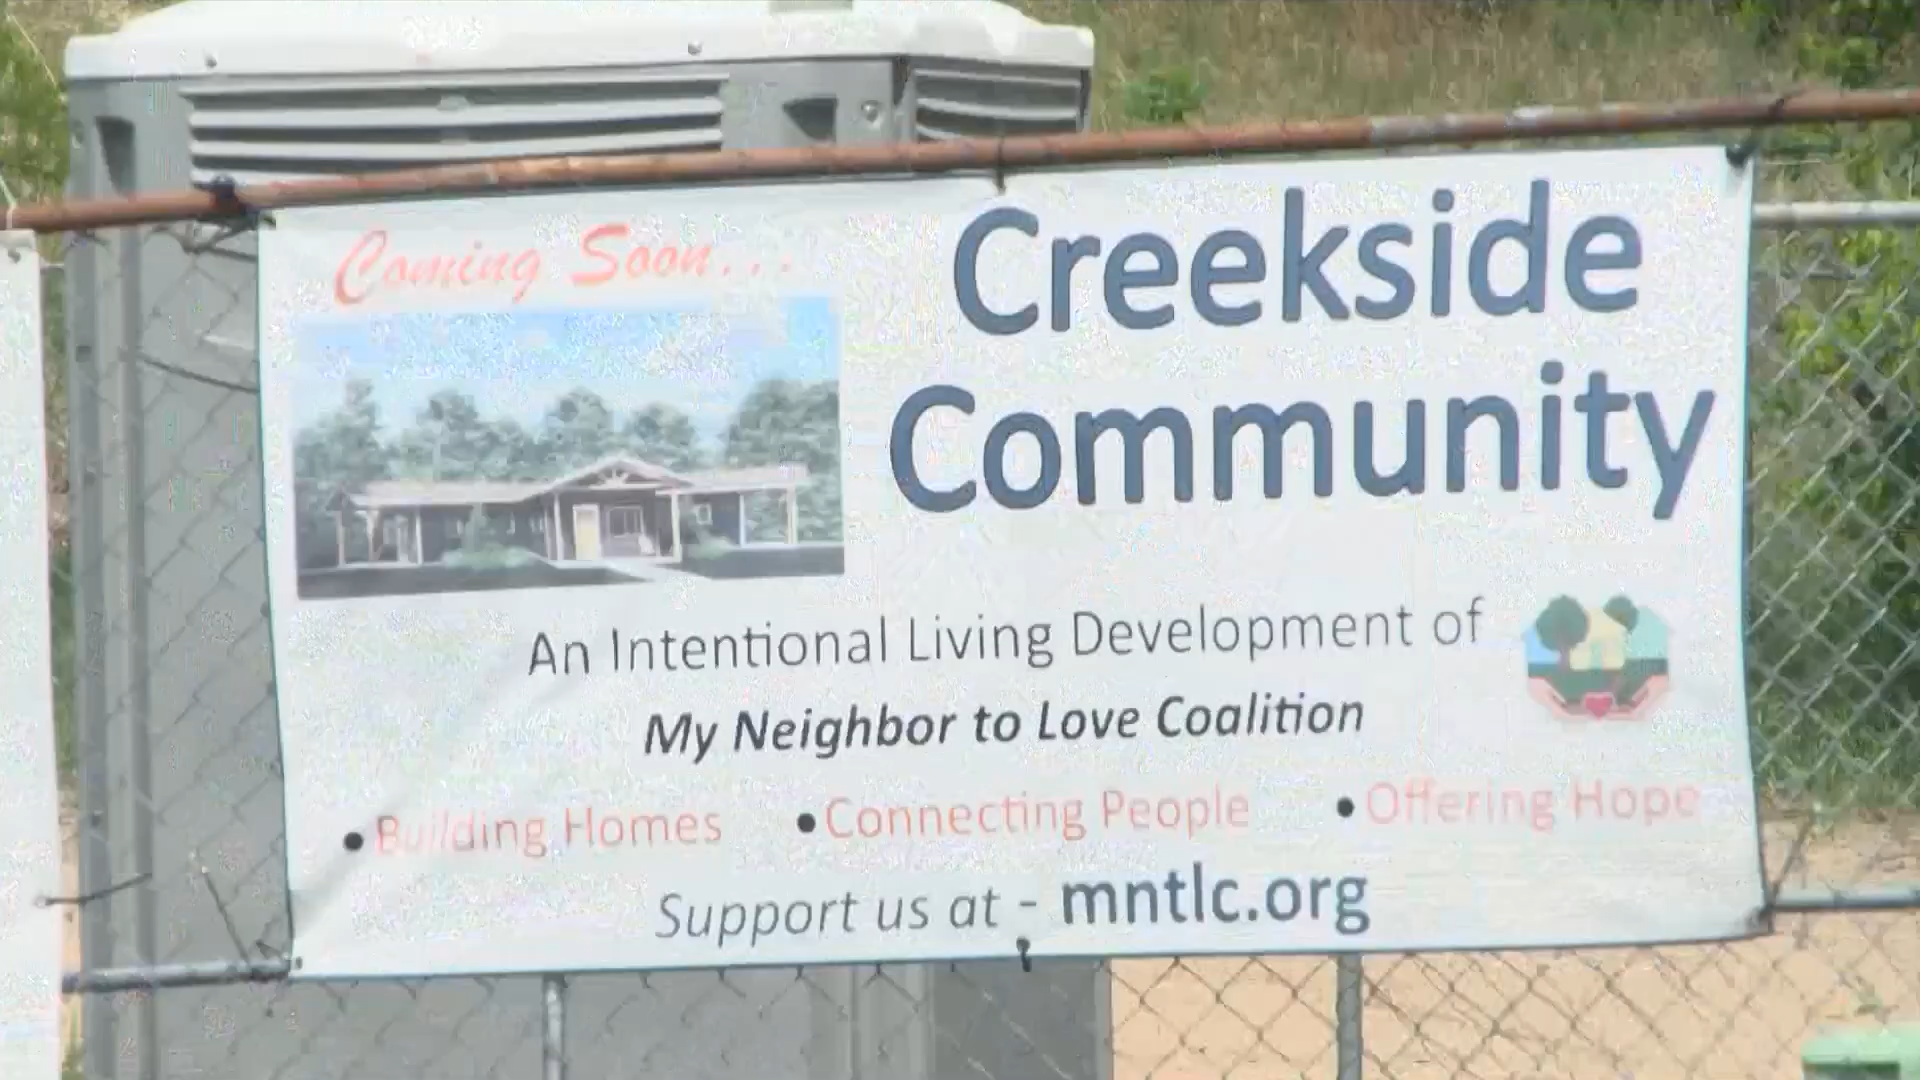 Coming Soon...
Creekside
Community
An Intentional Living Development of
My Neighbor to Love Coalition
• Building Homes • Connecting People • Offering Hope
Support us at - mntlc.org